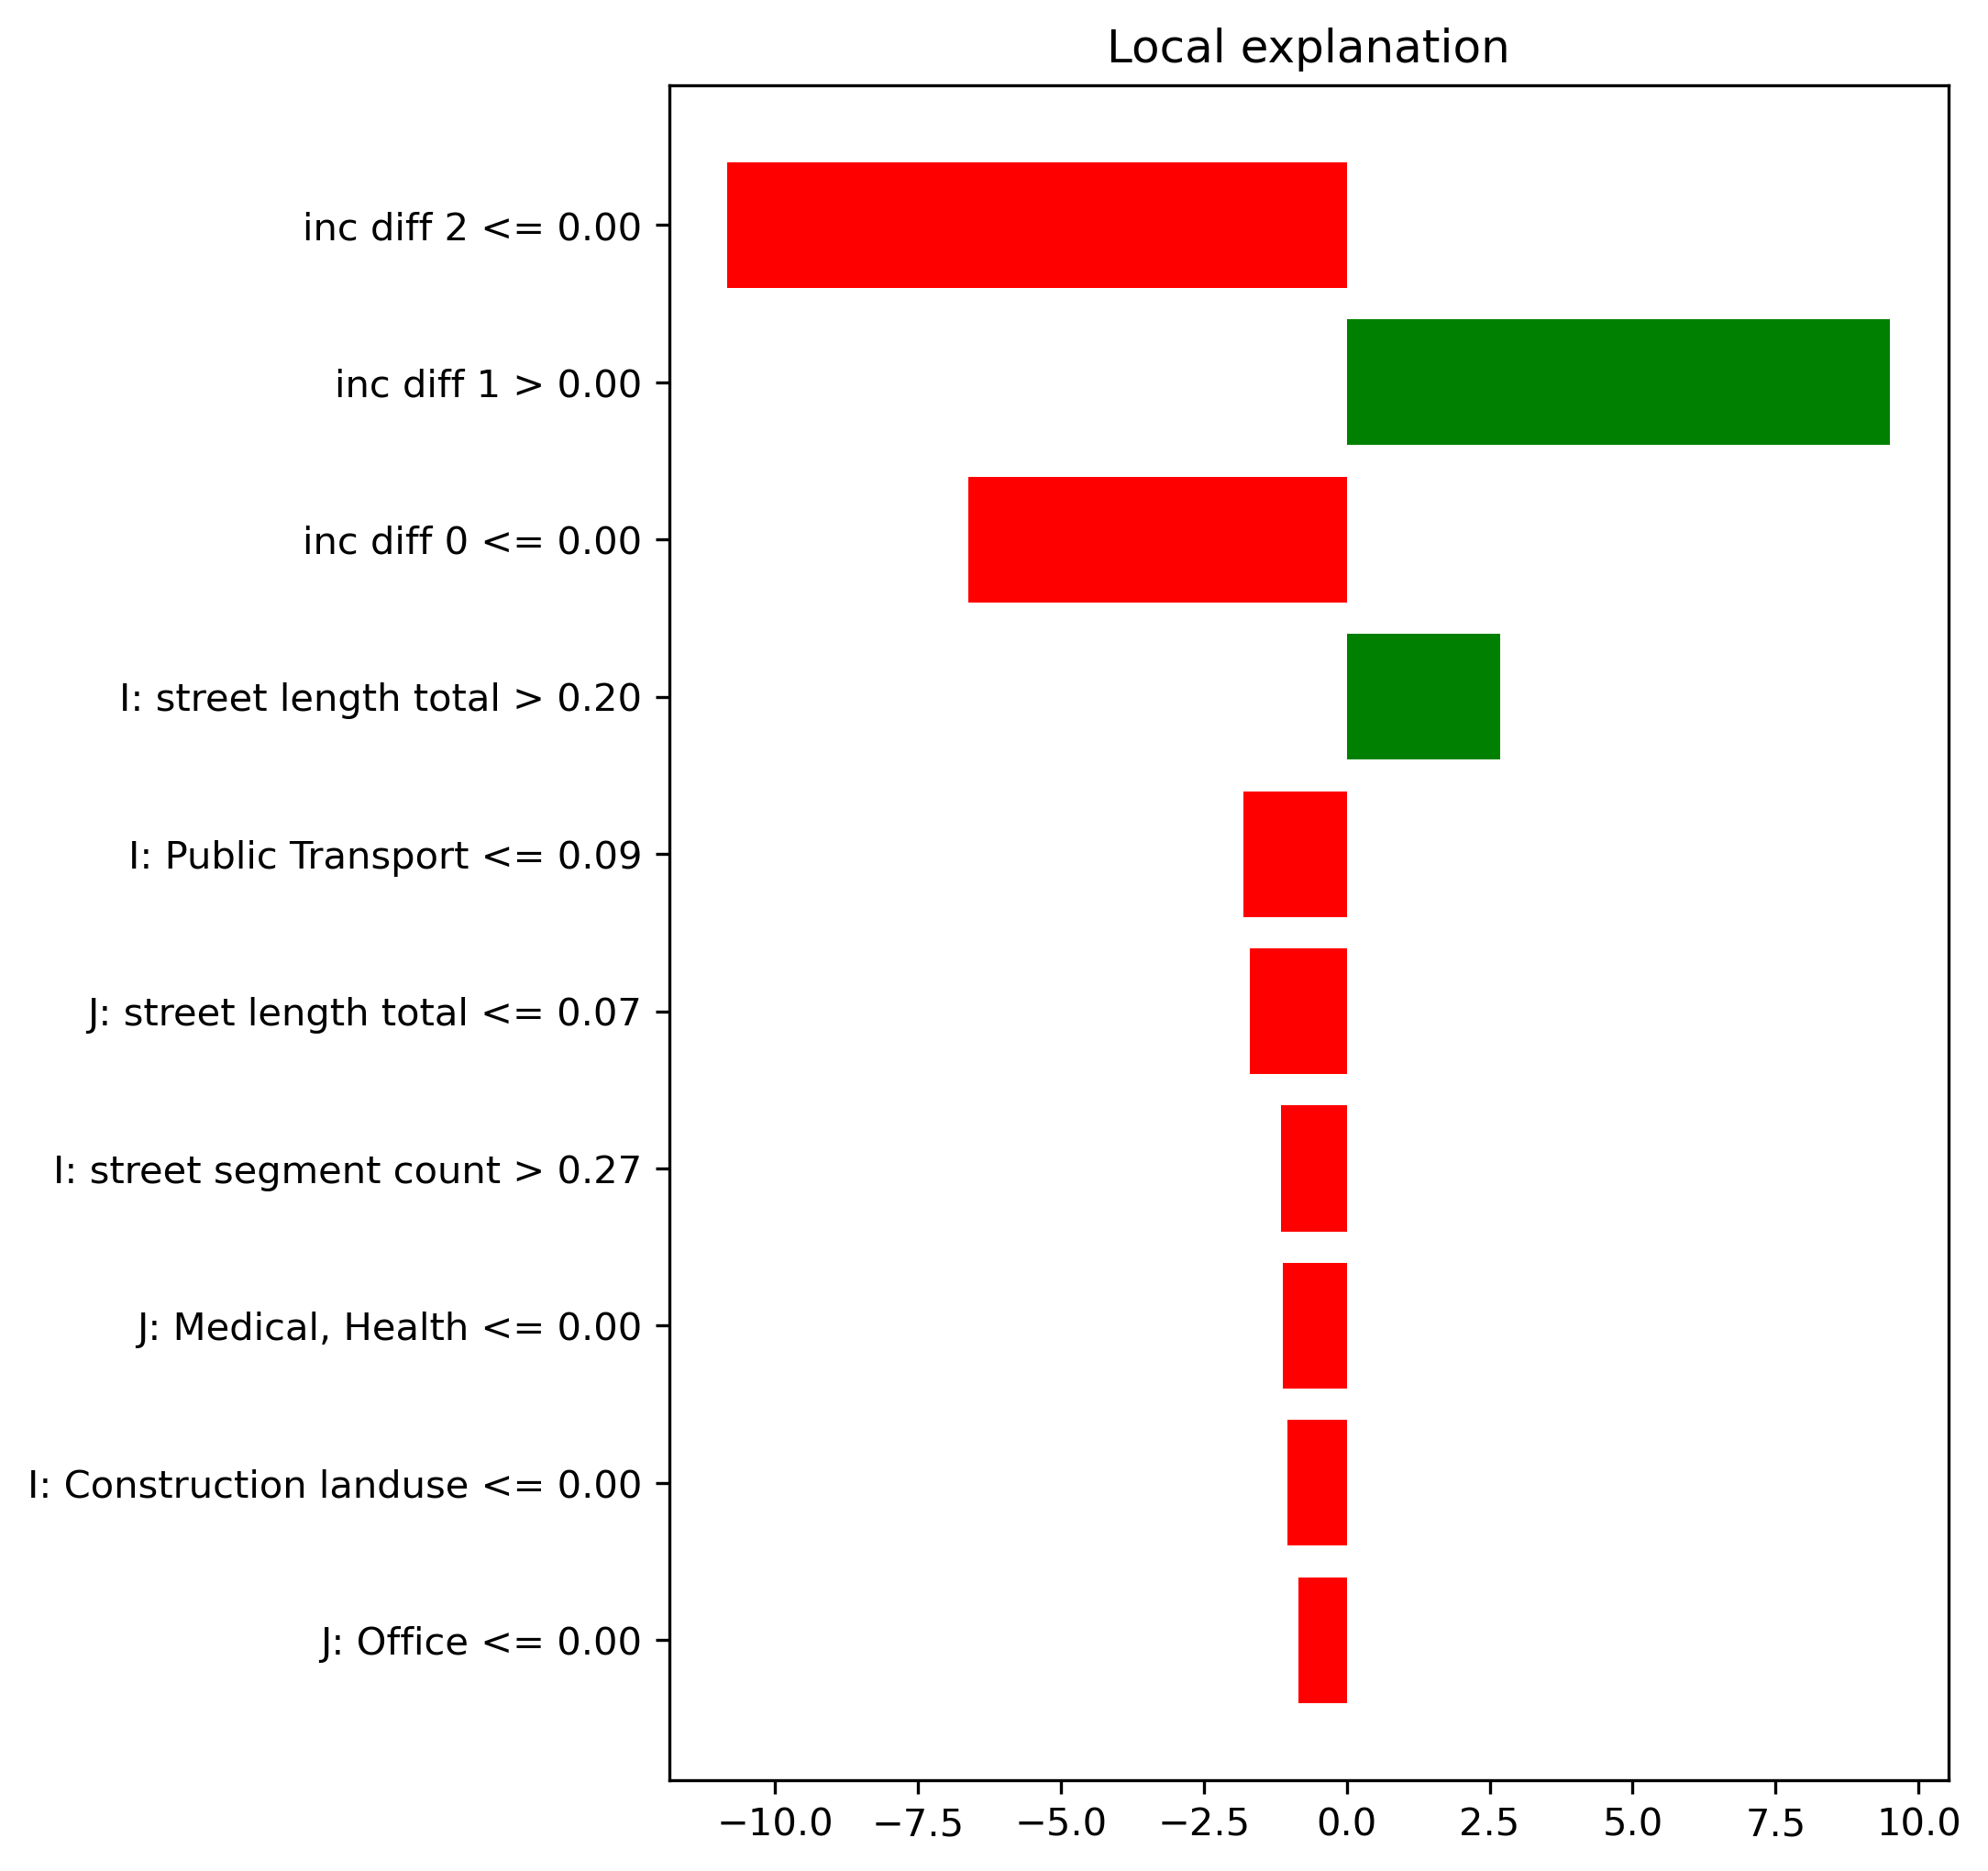 Local explanation
inc diff 2 <= 0.00
inc diff 1 > 0.00
inc diff 0 <= 0.00
I: street length total > 0.20
I: Public Transport <= 0.09
J: street length total <= 0.07
I: street segment count > 0.27
J: Medical, Health <= 0.00
I: Construction landuse <= 0.00
J: Office <= 0.00
−10.0 −7.5 −5.0 −2.5 0.0 2.5 5.0 7.5 10.0